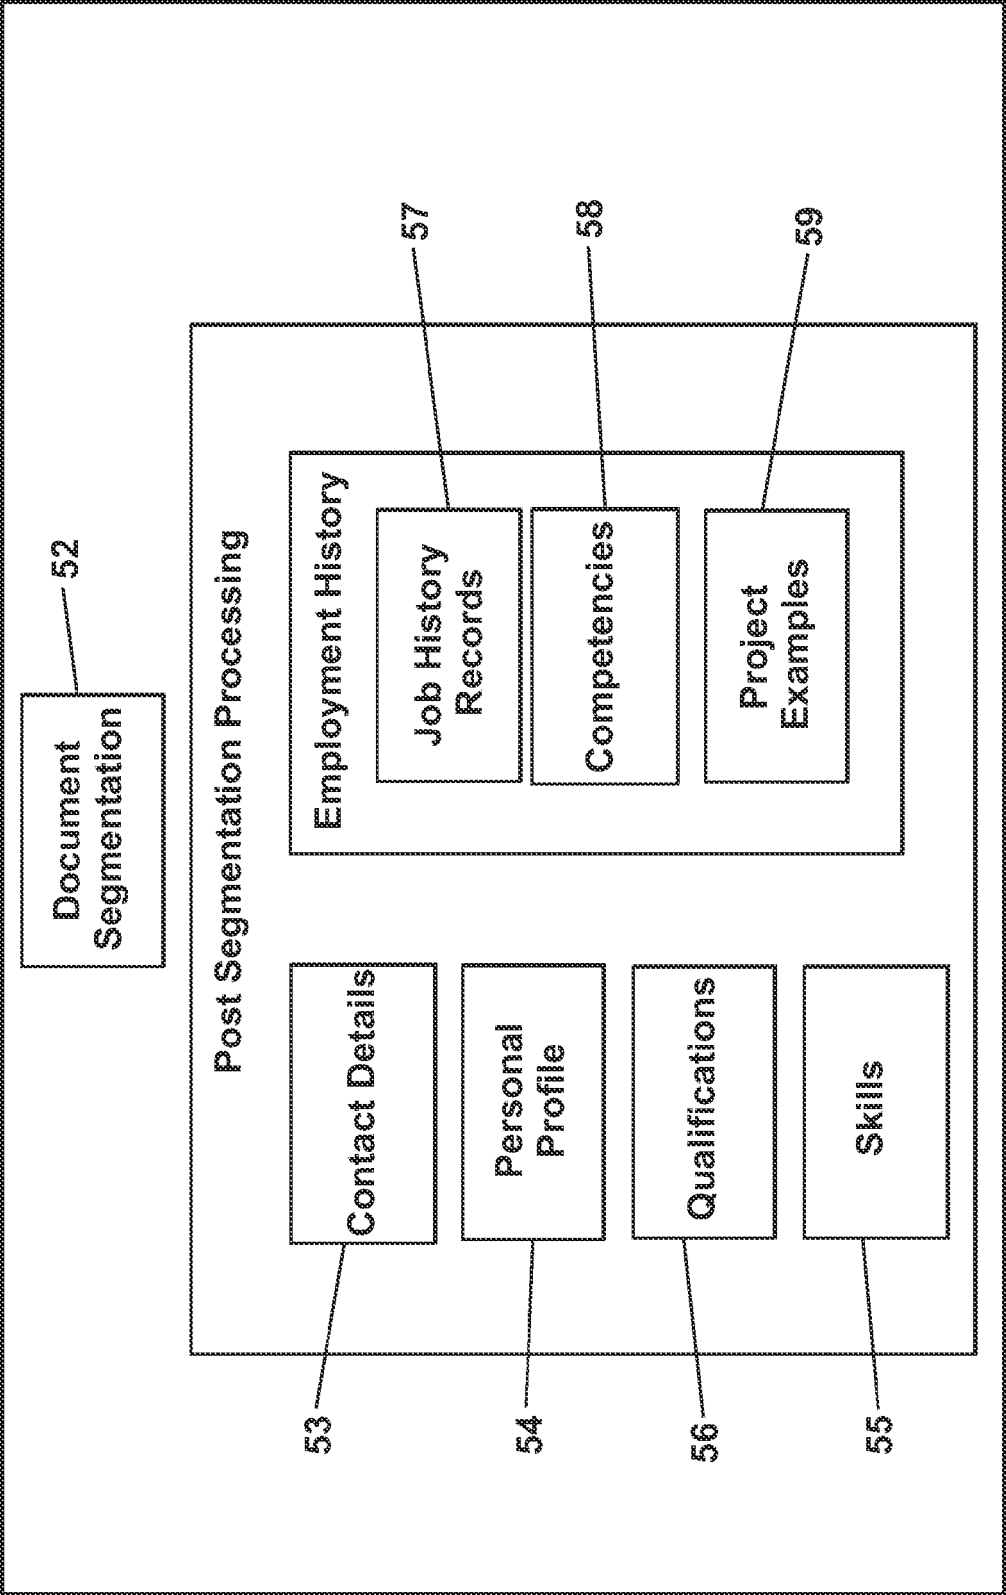 Document
Segmentation
52
Post Segmentation Processing
53
Contact Details
54
Personal
Profile
56
Qualifications
55
Skills
Employment History
Job History
Records
57
Competencies
58
Project
Examples
59